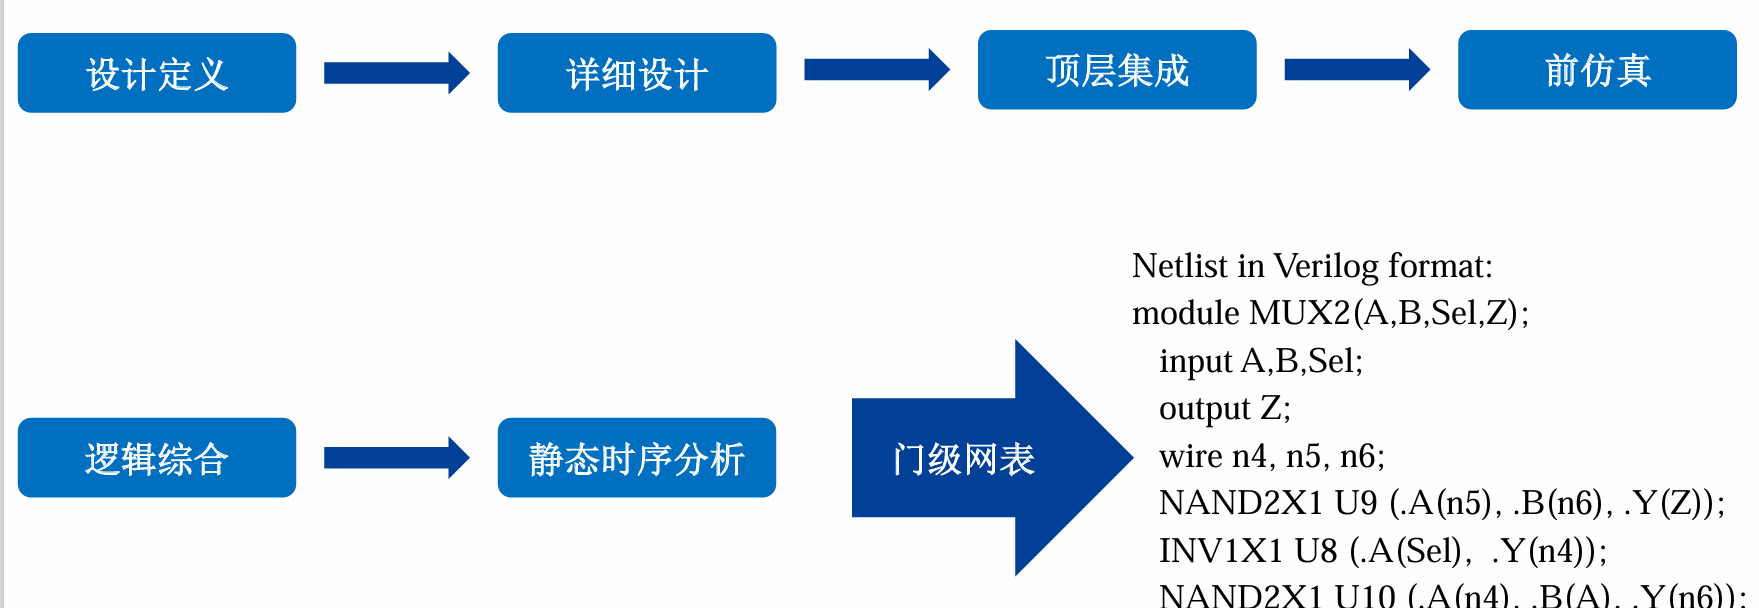 设计定义
详细设计
顶层集成
前仿真
逻辑综合
静态时序分析
门级网表
Netlist in Verilog format:
module MUX2(A,B,Sel,Z);
input A,B,Sel;
output Z;
wire n4, n5, n6;
NAND2X1 U9 (.A(n5), .B(n6), .Y(Z));
INV1X1 U8 (.A(Sel), .Y(n4));
NAND2X1 U10 (.A(n4), .B(A), .Y(n6));